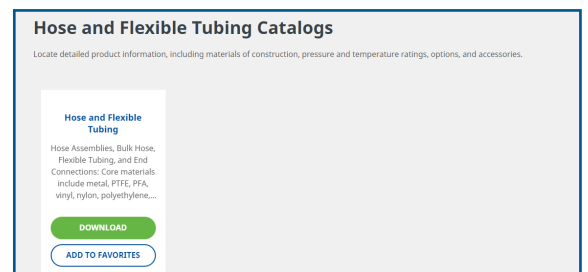 Hose and Flexible Tubing Catalogs
Locate detailed product information, including materials of construction, pressure and temperature ratings, options, and accessories.
Hose and Flexible
Tubing
Hose Assemblies, Bulk Hose,
Flexible Tubing, and End
Connections: Core materials
include metal, PTFE, PFA,
vinyl, nylon, polyethylene,...
DOWNLOAD
ADD TO FAVORITES